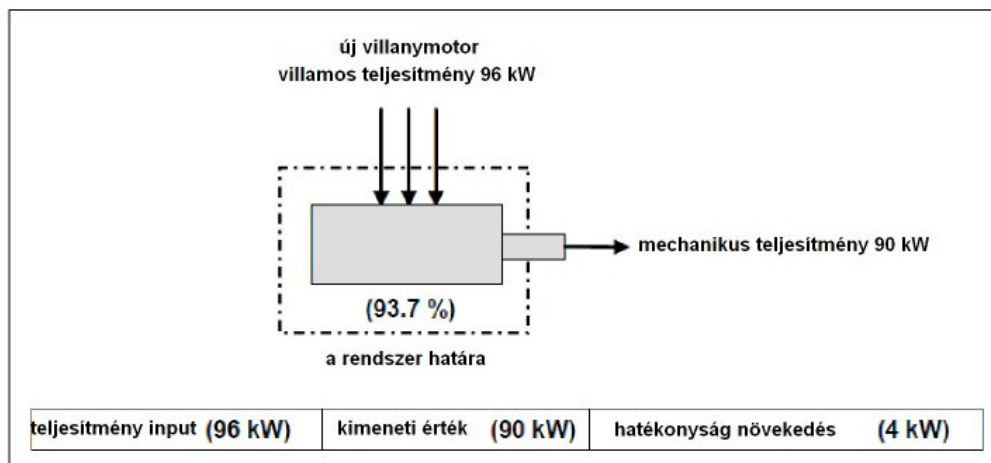 új villanymotor
villamos teljesítmény 96 kW
mechanikus teljesítmény 90 kW
(93.7 %)
a rendszer határa
teljesítmény input (96 kW) kimeneti érték (90 kW) hatékonyság növekedés (4 kW)